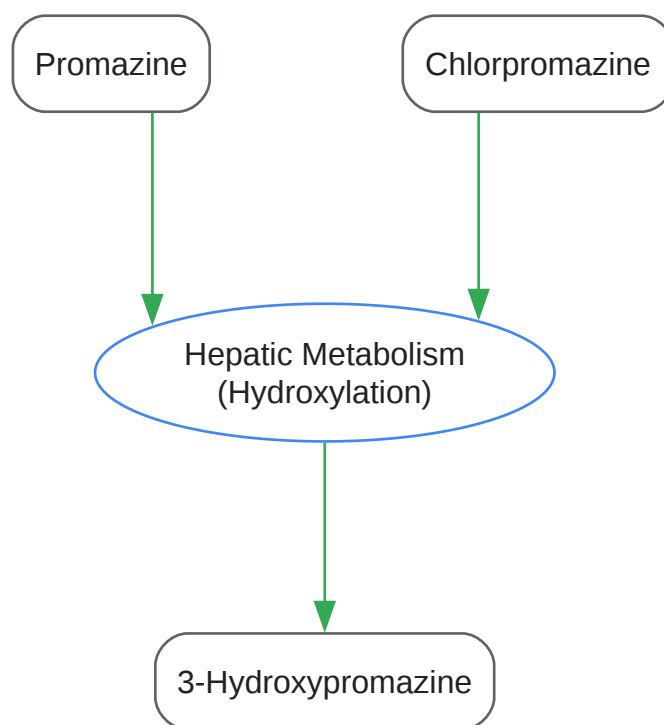 Promazine
Chlorpromazine
Hepatic Metabolism
(Hydroxylation)
3-Hydroxypromazine